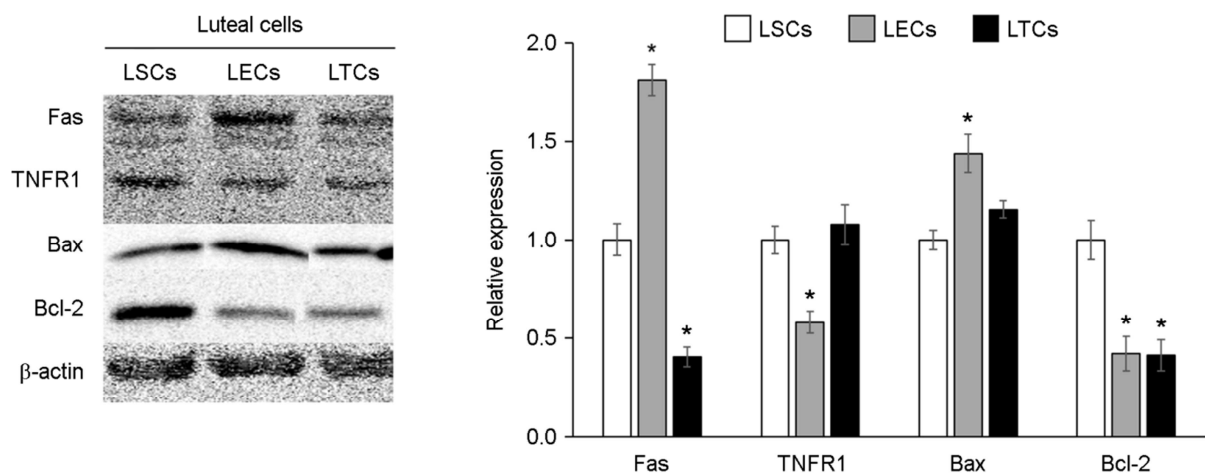 Luteal cells
LSCs LECs LTCs
Fas
TNFR1
Bax
Bcl-2
β-actin
LSCs LECs LTCs
2.0
1.5
1.0
0.5
0.0
Relative expression
*
*
*
*
*
*
Fas TNFR1 Bax Bcl-2